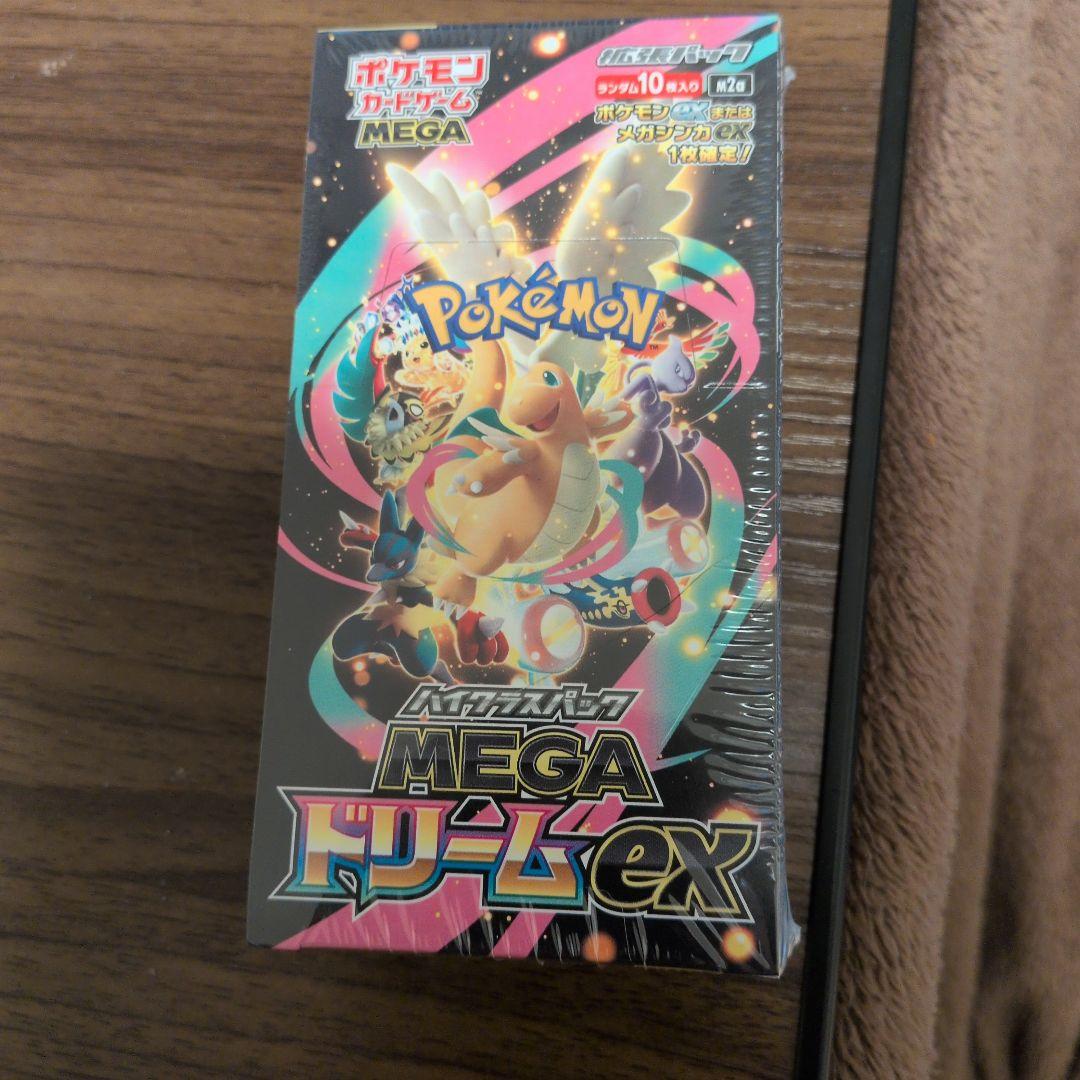 ポケモン
カードゲーム
MEGA
拡張パック
ランダム10枚入り M2a
ポケモンexまたは
メガシンカex
1枚確定!
POKÉMON
TM
ハイクラスパック
MEGA
ドリームex